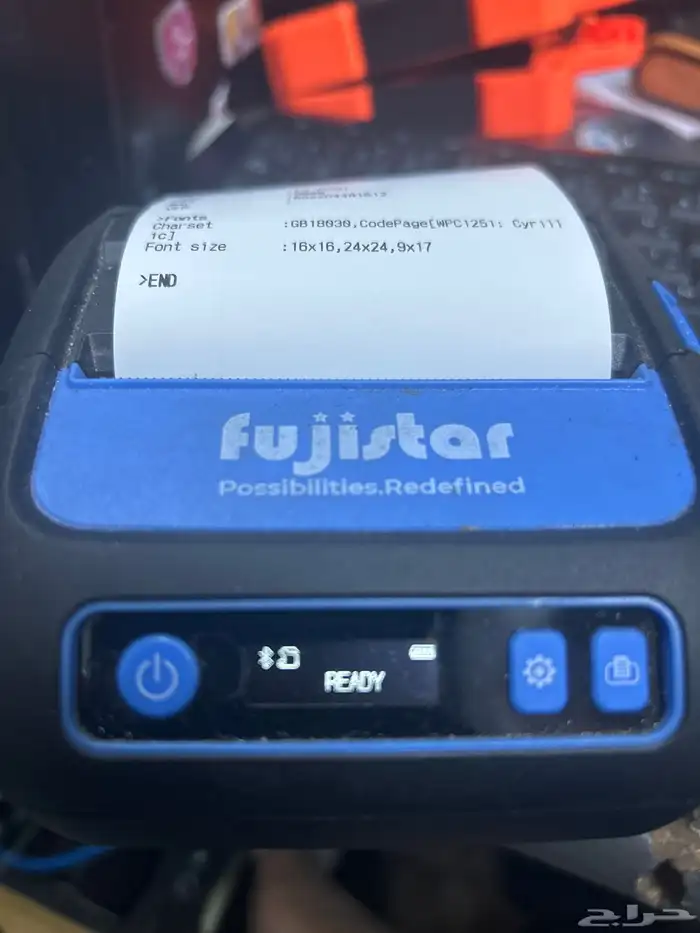 >Fonts
Charset :GB18030,CodePage[WPC1251: Cyrill
ic]
Font size :16x16,24x24,9x17
>END
fujistar
Possibilities.Redefined
READY
حراج